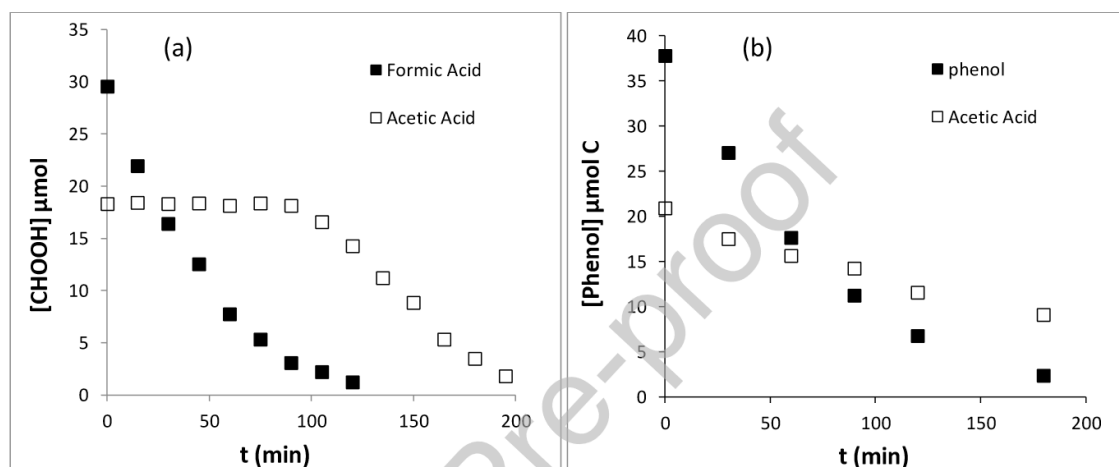 (a)
Formic Acid
Acetic Acid
[CHOOH] μmol
35
30
25
20
15
10
5
0
0 50 100 150 200
t (min)
(b)
phenol
Acetic Acid
[Phenol] μmol C
40
35
30
25
20
15
10
5
0
0 50 100 150 200
t (min)
Pre-proof